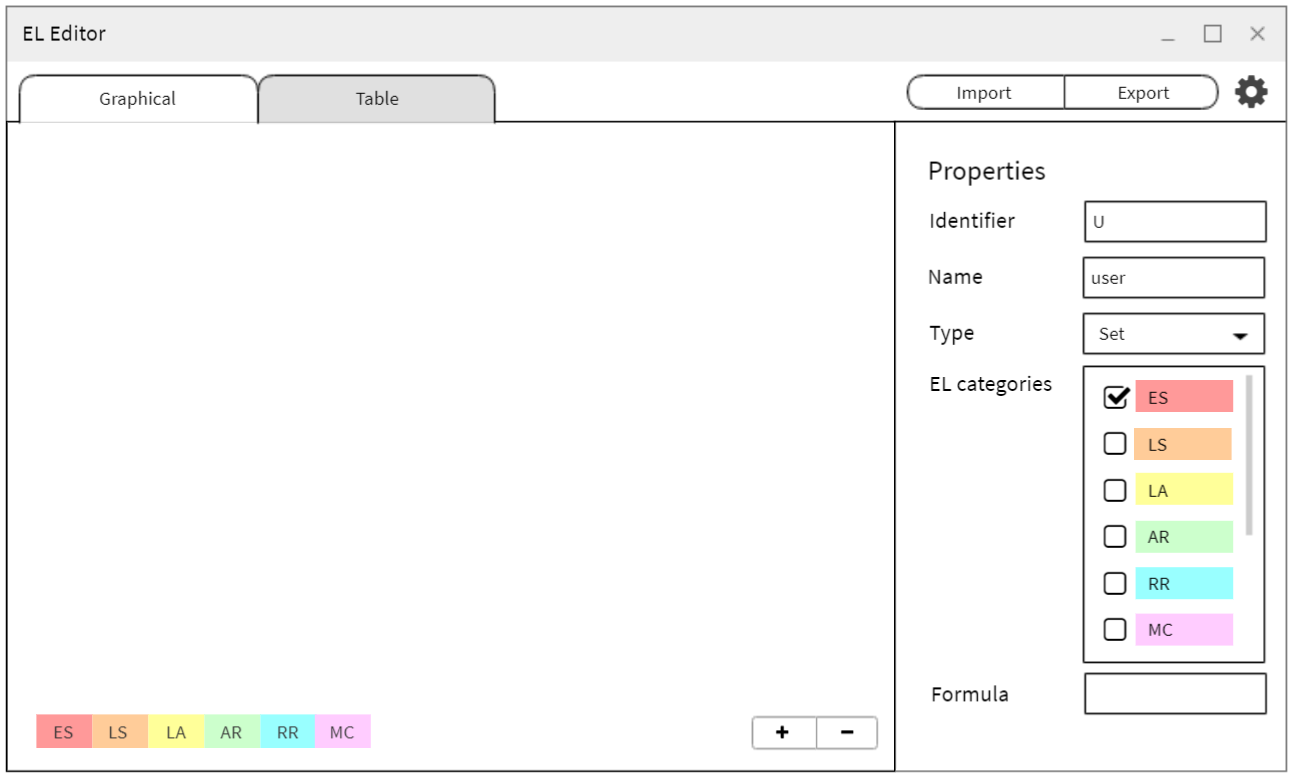 EL Editor
Graphical Table Import Export
Properties
Identifier U
Name user
Type Set
EL categories
ES
LS
LA
AR
RR
MC
Formula
ES LS LA AR RR MC + -